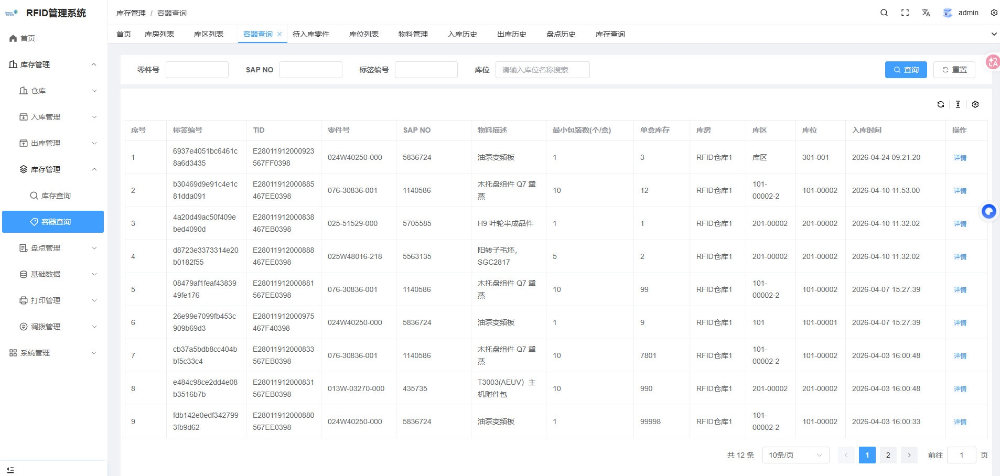 Johnson Controls
RFID管理系统
库存管理 / 容器查询
admin
首页
库房列表
库区列表
容器查询
待入库零件
库位列表
物料管理
入库历史
出库历史
盘点历史
库存查询
首页
库存管理
仓库
入库管理
出库管理
库存管理
库存查询
容器查询
盘点管理
基础数据
打印管理
调拨管理
系统管理
零件号
SAP NO
标签编号
库位 请输入库位名称搜索
查询
重置
序号 标签编号 TID 零件号 SAP NO 物料描述 最小包装数(个/盒) 单盒库存 库房 库区 库位 入库时间 操作
1 6937e4051bc6461c8a6d3435 E28011912000923567FF0398 024W40250-000 5836724 油泵变频板 1 3 RFID仓库1 库区 301-001 2026-04-24 09:21:20 详情
2 b30469d9e91c4e1c81dda091 E28011912000885467EE0398 076-30836-001 1140586 木托盘组件 Q7 熏蒸 10 12 RFID仓库1 101-00002-2 101-00002 2026-04-10 11:53:00 详情
3 4a20d49ac50f409ebed4090d E28011912000838467EB0398 025-51529-000 5705585 H9 叶轮半成品件 1 1 RFID仓库1 201-00002 201-00002 2026-04-10 11:32:02 详情
4 d8723e3373314e20b0182f55 E28011912000888467EE0398 025W48016-218 5563135 阳转子毛坯，SGC2817 5 2 RFID仓库1 201-00002 201-00002 2026-04-10 11:32:02 详情
5 08479af1feaf4383949fe176 E28011912000881567EE0398 076-30836-001 1140586 木托盘组件 Q7 熏蒸 10 99 RFID仓库1 101-00002-2 101-00002 2026-04-07 15:27:39 详情
6 26e99e7099fb453c909b69d3 E28011912000975467F40398 024W40250-000 5836724 油泵变频板 1 9 RFID仓库1 101 101-00001 2026-04-07 15:27:39 详情
7 cb37a5bdb8cc404bbf5c33c4 E28011912000833567EB0398 076-30836-001 1140586 木托盘组件 Q7 熏蒸 10 7801 RFID仓库1 101-00002-2 101-00002 2026-04-03 16:00:48 详情
8 e484c98ce2dd4e08b3516b7b E28011912000831567EB0398 013W-03270-000 435735 T3003(AEUV）主机附件包 10 990 RFID仓库1 201-00002 201-00002 2026-04-03 16:00:48 详情
9 fdb142e0edf3427993fb9d62 E28011912000880567EE0398 024W40250-000 5836724 油泵变频板 1 99998 RFID仓库1 101-00002-2 101-00002 2026-04-03 16:00:33 详情
共 12 条 10条/页 1 2 前往 1 页